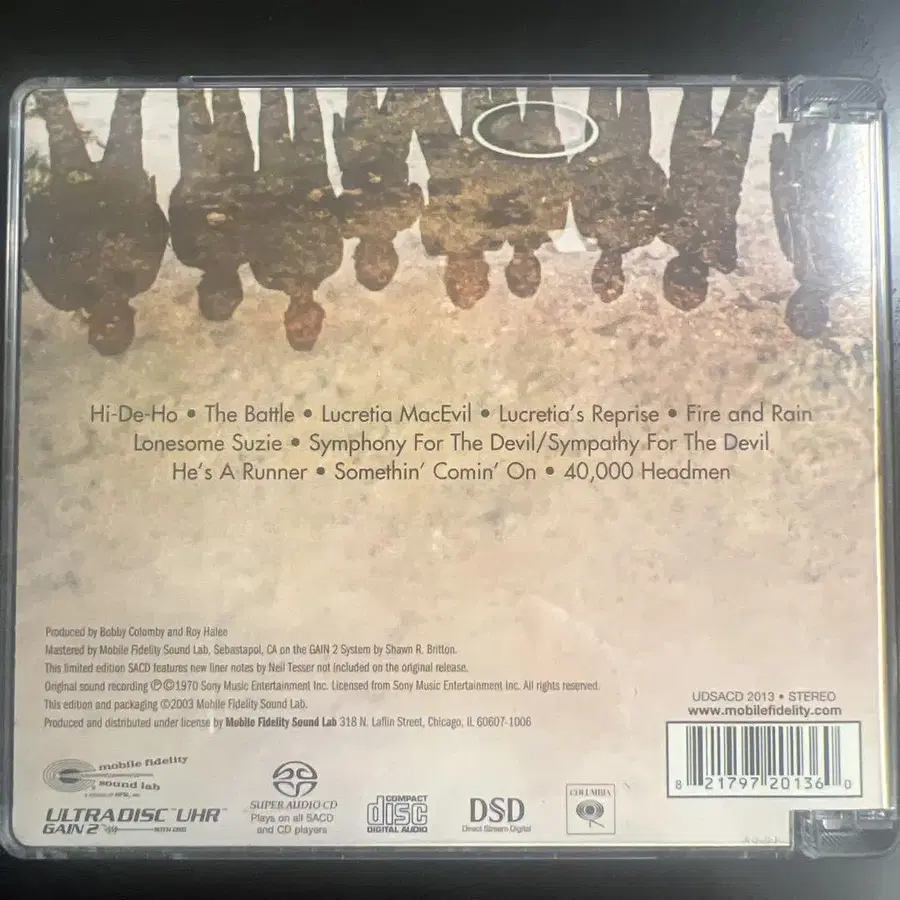 Hi-De-Ho • The Battle • Lucretia MacEvil • Lucretia's Reprise • Fire and Rain
Lonesome Suzie • Symphony For The Devil/Sympathy For The Devil
He's A Runner • Somethin' Comin' On • 40,000 Headmen
Produced by Bobby Colomby and Roy Halee
Mastered by Mobile Fidelity Sound Lab, Sebastapol, CA on the GAIN 2 System by Shawn R. Britton.
This limited edition SACD features new liner notes by Neil Tesser not included on the original release.
Original sound recording ℗©1970 Sony Music Entertainment Inc. Licensed from Sony Music Entertainment Inc. All rights reserved.
This edition and packaging ©2003 Mobile Fidelity Sound Lab.
Produced and distributed under license by Mobile Fidelity Sound Lab 318 N. Laflin Street, Chicago, IL 60607-1006
UDSACD 2013 • STEREO
www.mobilefidelity.com
8 21797 20136 0
mobile fidelity
sound lab
ULTRADISC™ UHR™
GAIN 2™
SUPER AUDIO CD
Plays on all SACD
and CD players
COMPACT
disc
DIGITAL AUDIO
DSD
Direct Stream Digital
COLUMBIA